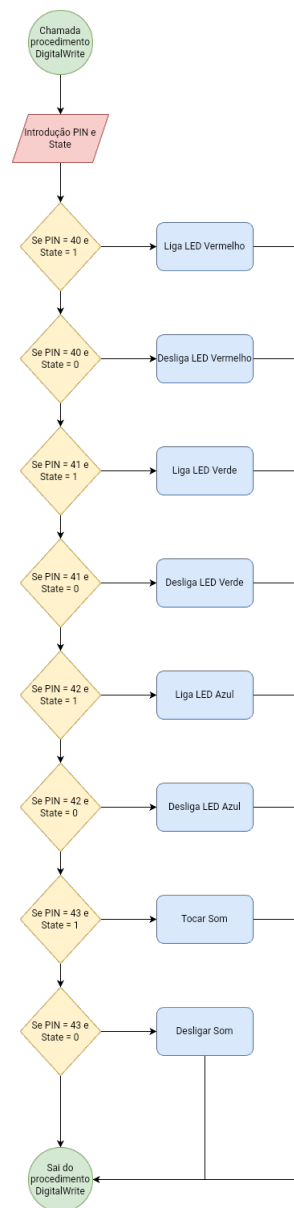 Chamada
procedimento
DigitalWrite
Introdução PIN e
State
Se PIN = 40 e
State = 1
Liga LED Vermelho
Se PIN = 40 e
State = 0
Desliga LED Vermelho
Se PIN = 41 e
State = 1
Liga LED Verde
Se PIN = 41 e
State = 0
Desliga LED Verde
Se PIN = 42 e
State = 1
Liga LED Azul
Se PIN = 42 e
State = 0
Desliga LED Azul
Se PIN = 43 e
State = 1
Tocar Som
Se PIN = 43 e
State = 0
Desligar Som
Sai do
procedimento
DigitalWrite